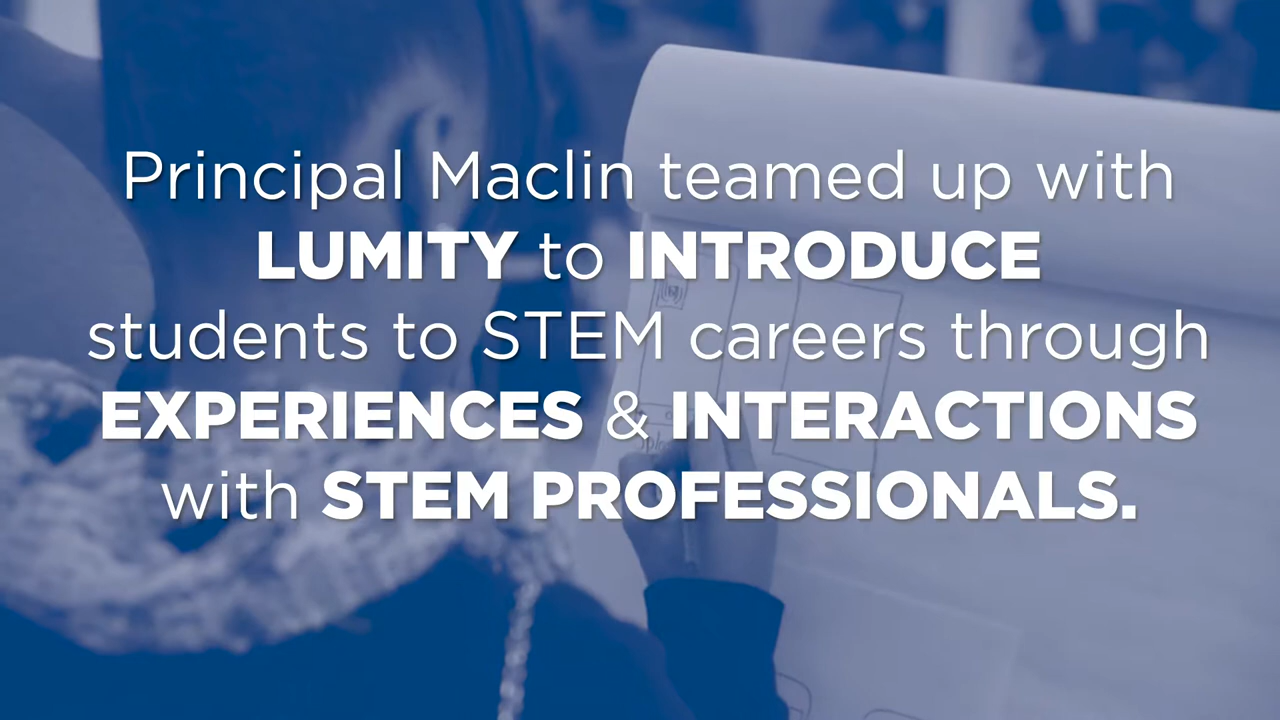 Principal Maclin teamed up with
LUMITY to INTRODUCE
students to STEM careers through
EXPERIENCES & INTERACTIONS
with STEM PROFESSIONALS.